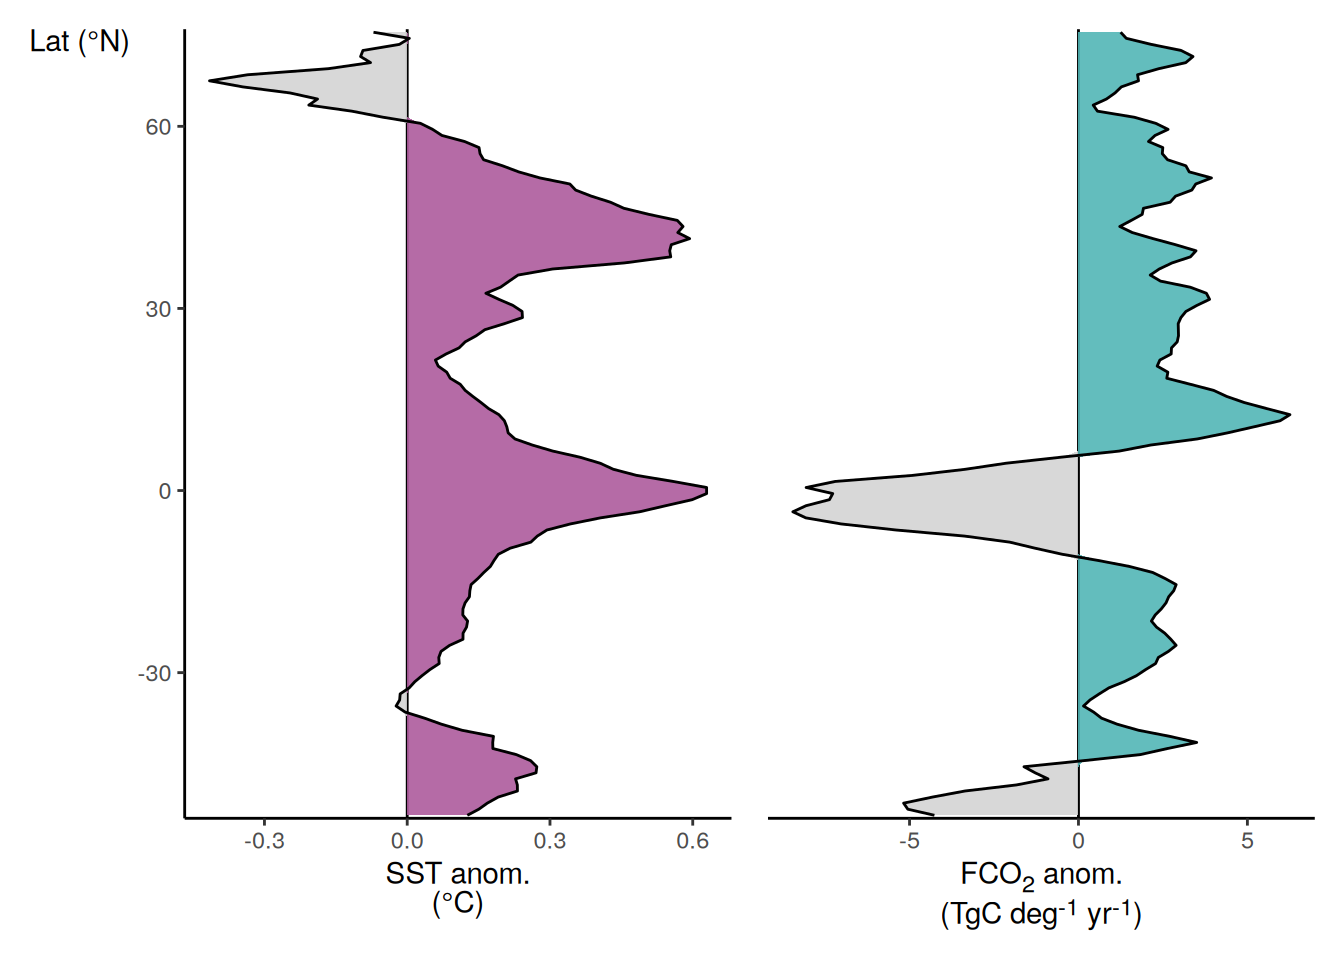 Lat (°N)
60
30
0
-30
-0.3 0.0 0.3 0.6
SST anom.
(°C)
-5 0 5
FCO₂ anom.
(TgC deg⁻¹ yr⁻¹)